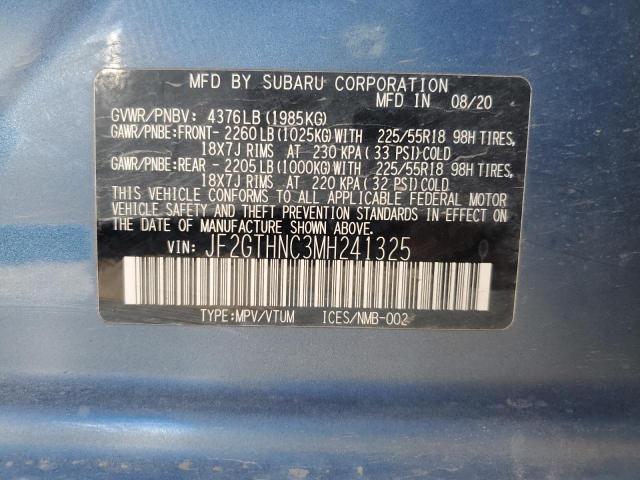 MFD BY SUBARU CORPORATION
MFD IN 08/20
GVWR/PNBV: 4376LB (1985KG)
GAWR/PNBE:FRONT- 2260LB (1025KG)WITH 225/55R18 98H TIRES,
18X7J RIMS AT 230 KPA (33 PSI)COLD
GAWR/PNBE:REAR - 2205LB (1000KG)WITH 225/55R18 98H TIRES,
18X7J RIMS AT 220 KPA (32 PSI)COLD
THIS VEHICLE CONFORMS TO ALL APPLICABLE FEDERAL MOTOR
VEHICLE SAFETY AND THEFT PREVENTION STANDARDS IN EFFECT ON
THE DATE OF MANUFACTURE SHOWN ABOVE.
VIN: JF2GTHNC3MH241325
TYPE:MPV/VTUM ICES/NMB-002